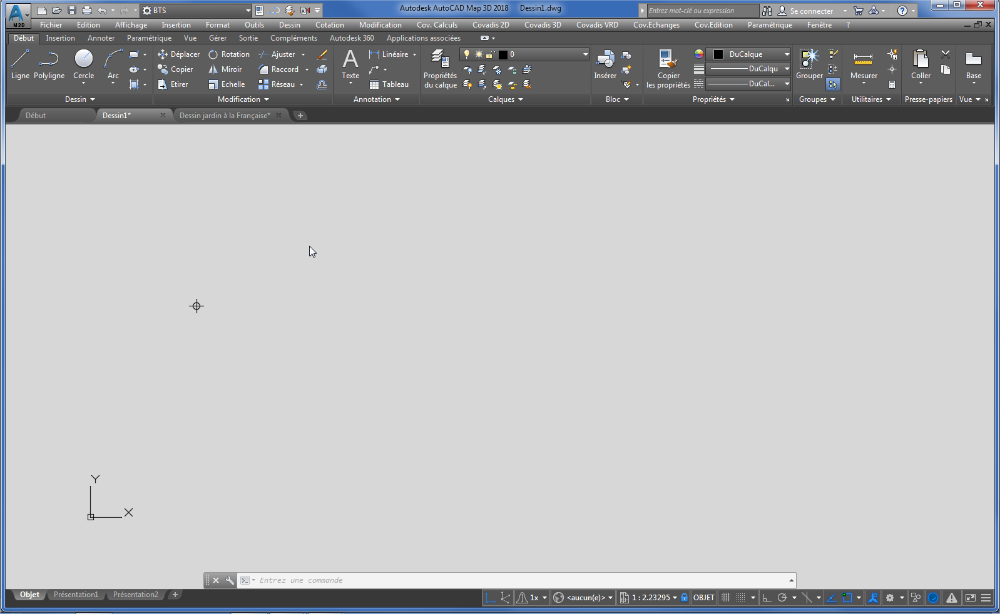 BTS Autodesk AutoCAD Map 3D 2018 Dessin1.dwg Entrez mot-clé ou expression Se connecter ?
M3D Fichier Edition Affichage Insertion Format Outils Dessin Cotation Modification Cov. Calculs Covadis 2D Covadis 3D Covadis VRD Cov.Echanges Cov.Edition Paramétrique Fenêtre ?
Début Insertion Annoter Paramétrique Vue Gérer Sortie Compléments Autodesk 360 Applications associées
Déplacer Rotation Ajuster Linéaire 0 DuCalque
Ligne Polyligne Cercle Arc Copier Miroir Raccord A Texte Propriétés Insérer Copier DuCalqu Grouper Mesurer Coller Base
Etirer Echelle Réseau Tableau du calque les propriétés DuCal...
Dessin Modification Annotation Calques Bloc Propriétés Groupes Utilitaires Presse-papiers Vue
Début Dessin1* Dessin jardin à la Française*
Y
X
Entrez une commande
Objet Présentation1 Présentation2 1x <aucun(e)> 1 : 2.23295 OBJET